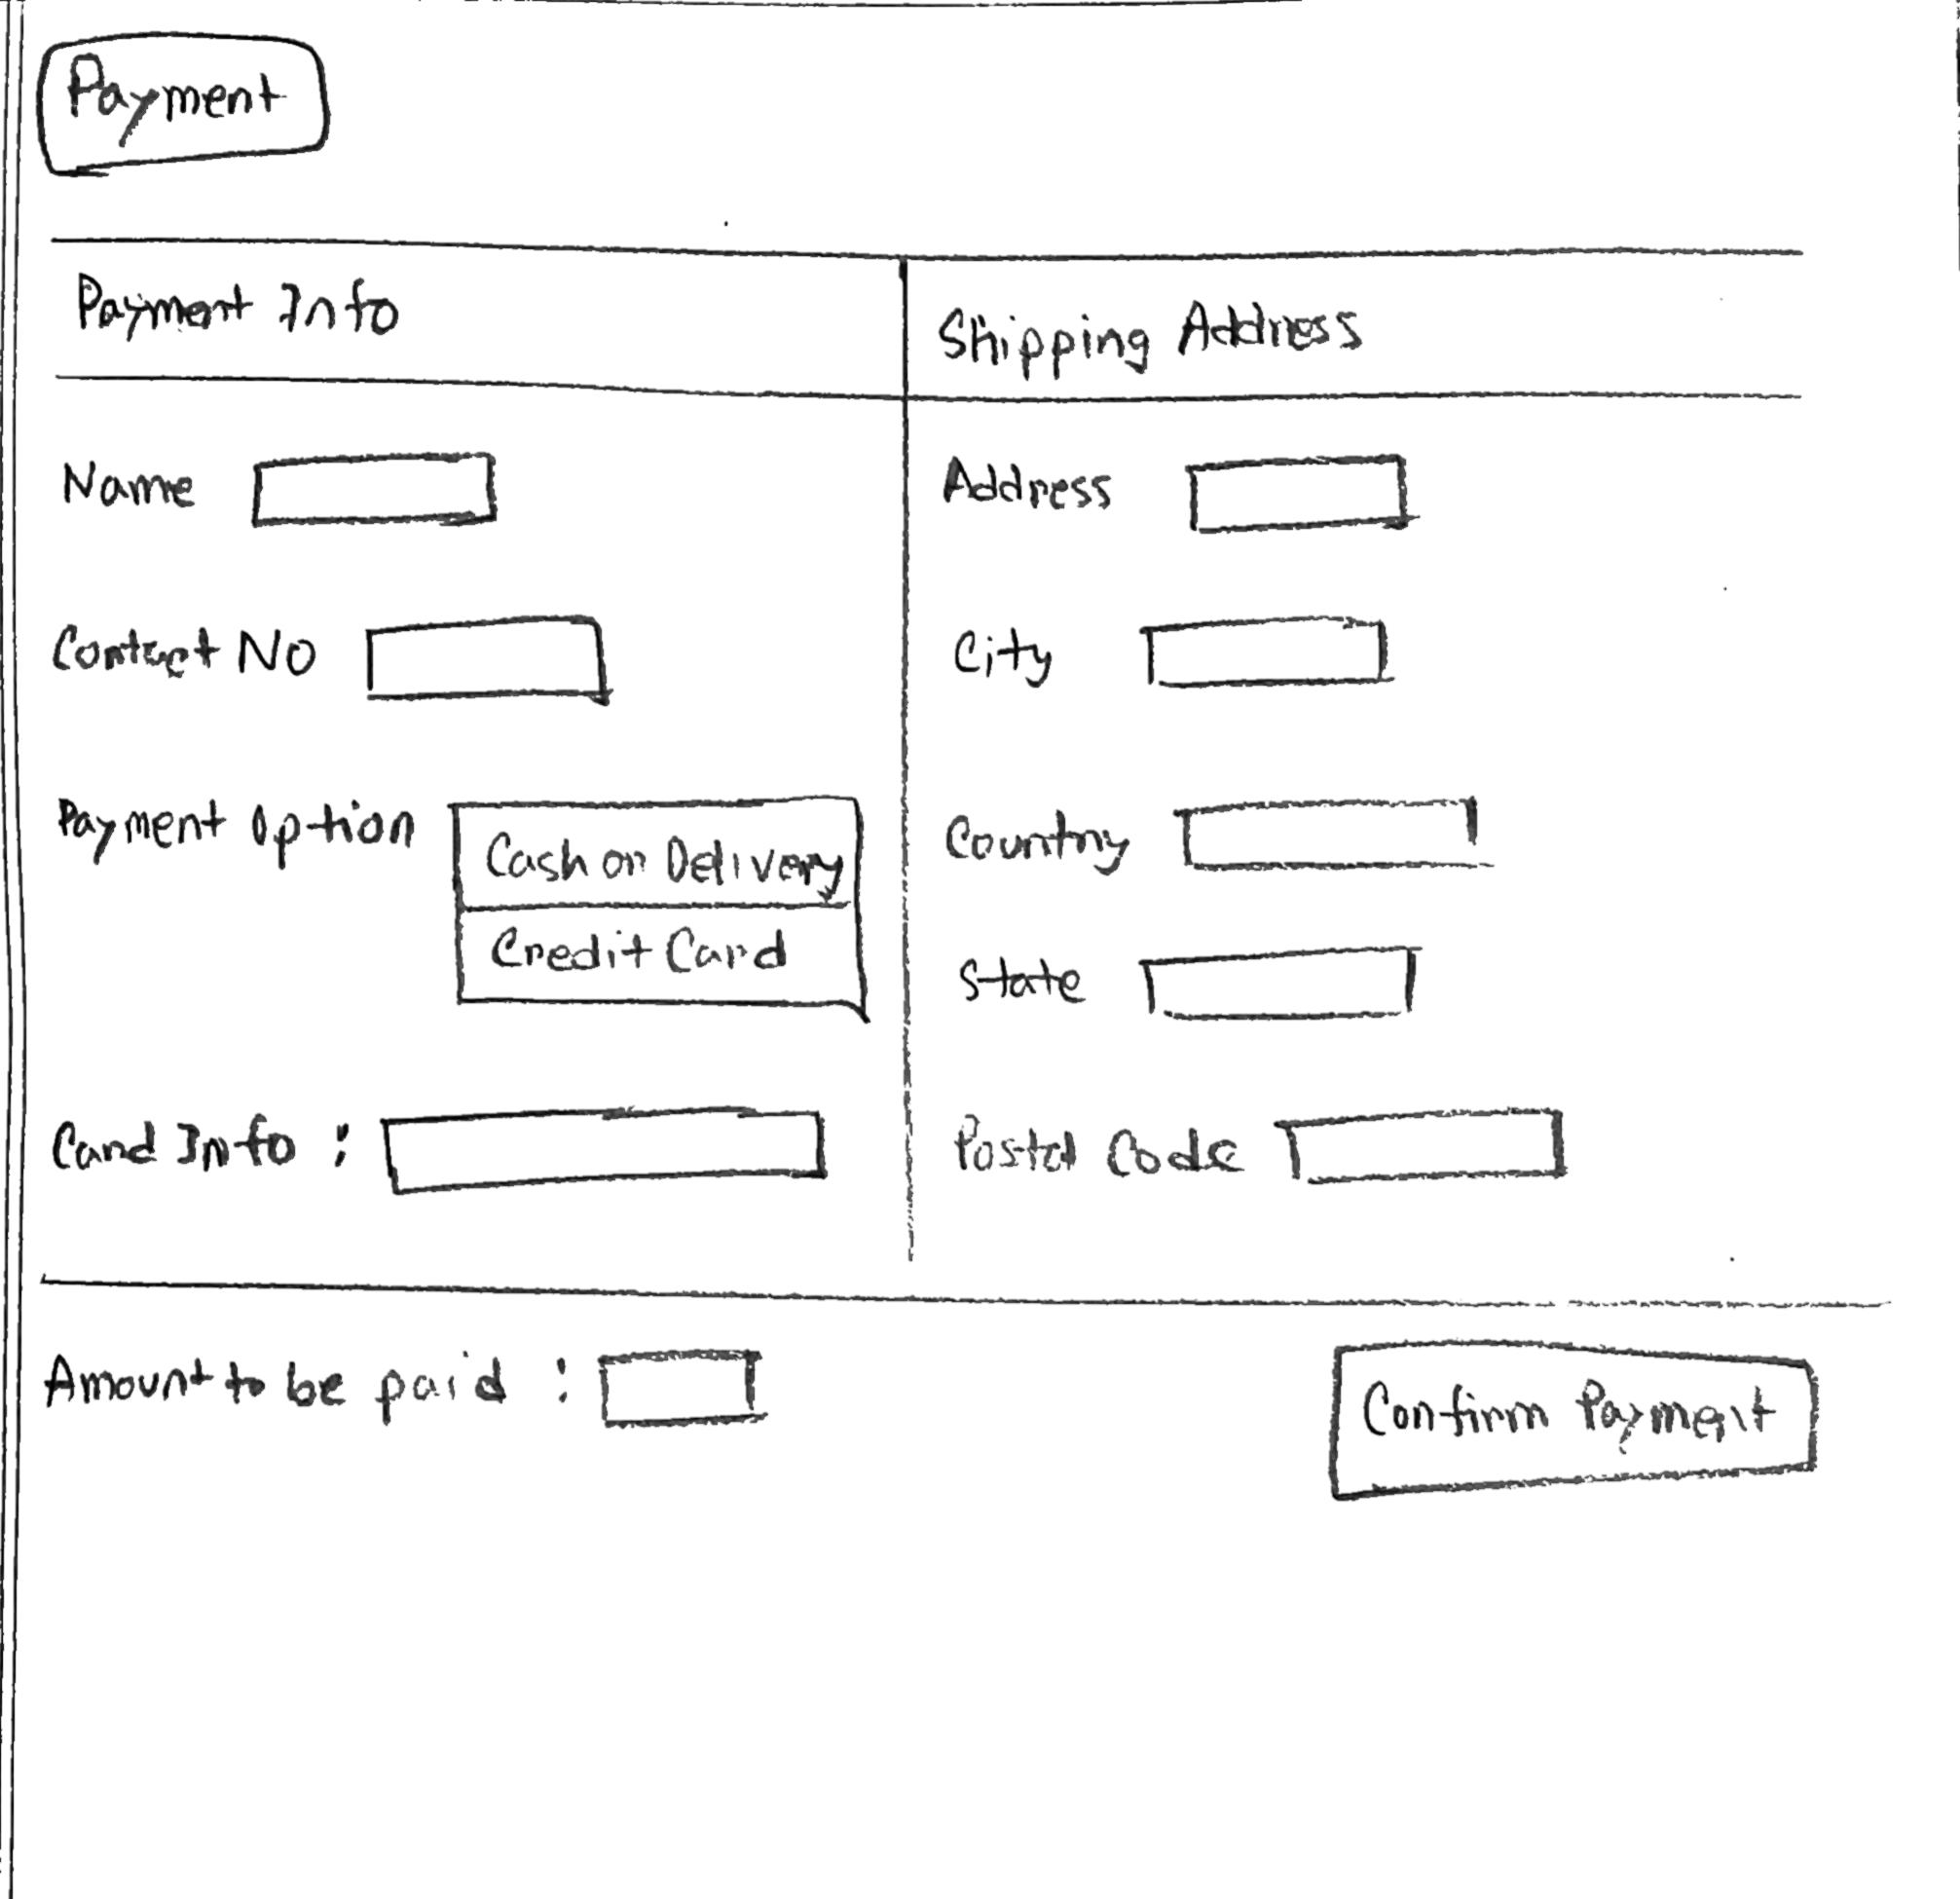 Payment
Payment Info
Shipping Address
Name
Address
Contact No
City
Payment Option
Cash on Delivery
Credit Card
Country
State
Card Info :
Postal Code
Amount to be paid :
Confirm Payment